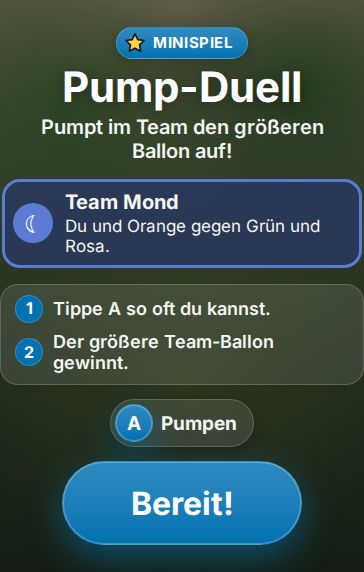 MINISPIEL
Pump-Duell
Pumpt im Team den größeren
Ballon auf!
Team Mond
Du und Orange gegen Grün und
Rosa.
1 Tippe A so oft du kannst.
2 Der größere Team-Ballon
gewinnt.
A Pumpen
Bereit!